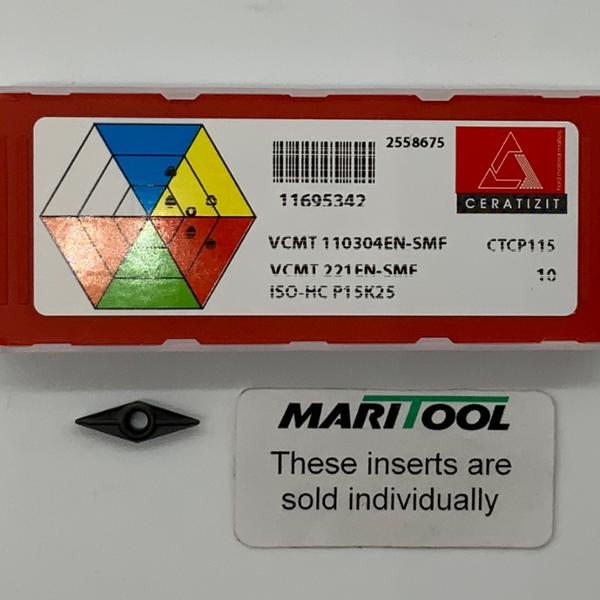 2558675
11695342
CERATIZIT
VCMT 110304EN-SMF
CTCP115
VCMT 221EN-SMF
10
ISO-HC P15K25
MARITOOL
These inserts are
sold individually